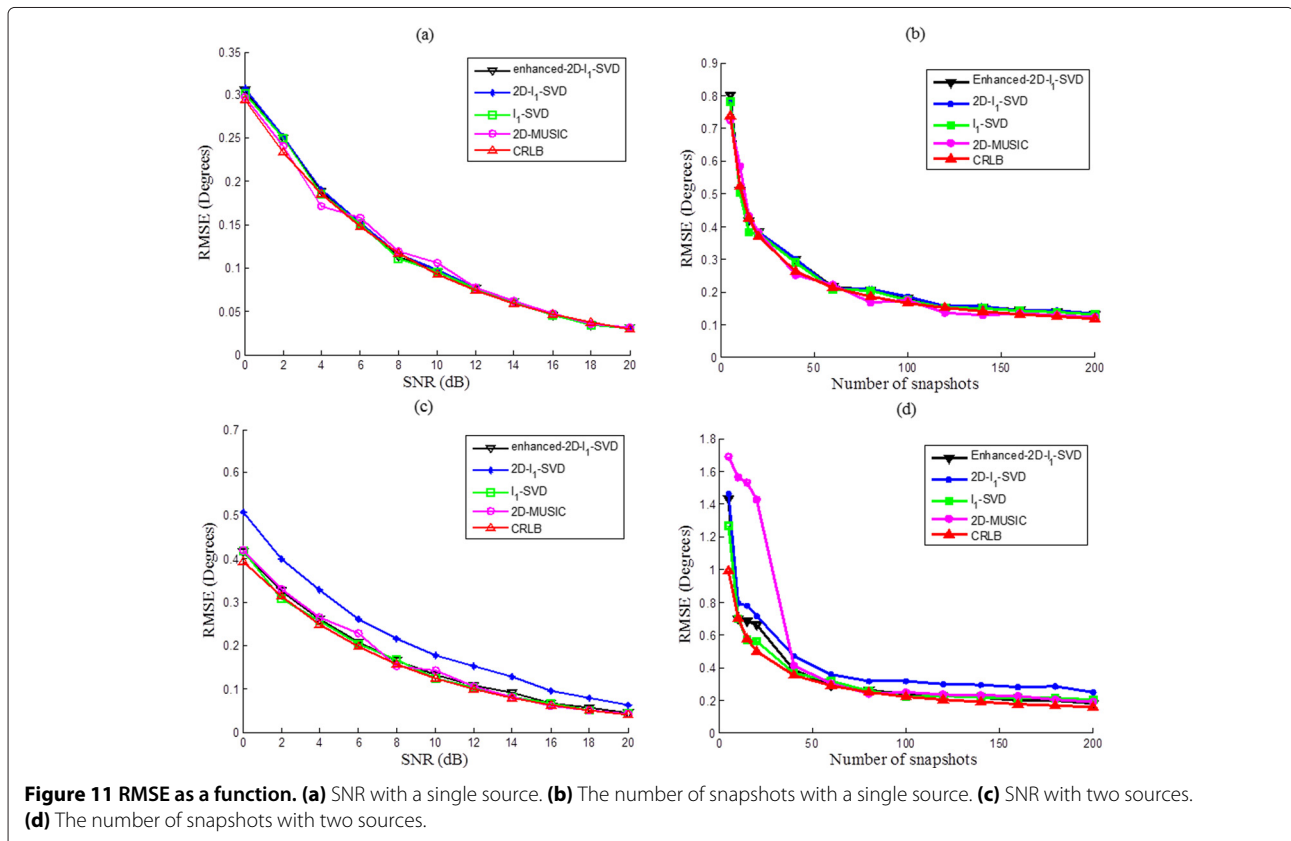 (a)
0.35
0.3
0.25
0.2
0.15
0.1
0.05
0
RMSE (Degrees)
0 2 4 6 8 10 12 14 16 18 20
SNR (dB)
enhanced-2D-l₁-SVD
2D-l₁-SVD
l₁-SVD
2D-MUSIC
CRLB
(b)
0.9
0.8
0.7
0.6
0.5
0.4
0.3
0.2
0.1
0
RMSE (Degrees)
0 50 100 150 200
Number of snapshots
Enhanced-2D-l₁-SVD
2D-l₁-SVD
l₁-SVD
2D-MUSIC
CRLB
(c)
0.7
0.6
0.5
0.4
0.3
0.2
0.1
0
RMSE (Degrees)
0 2 4 6 8 10 12 14 16 18 20
SNR (dB)
enhanced-2D-l₁-SVD
2D-l₁-SVD
l₁-SVD
2D-MUSIC
CRLB
(d)
1.8
1.6
1.4
1.2
1
0.8
0.6
0.4
0.2
0
RMSE (Degrees)
0 50 100 150 200
Number of snapshots
Enhanced-2D-l₁-SVD
2D-l₁-SVD
l₁-SVD
2D-MUSIC
CRLB
Figure 11 RMSE as a function. (a) SNR with a single source. (b) The number of snapshots with a single source. (c) SNR with two sources.
(d) The number of snapshots with two sources.